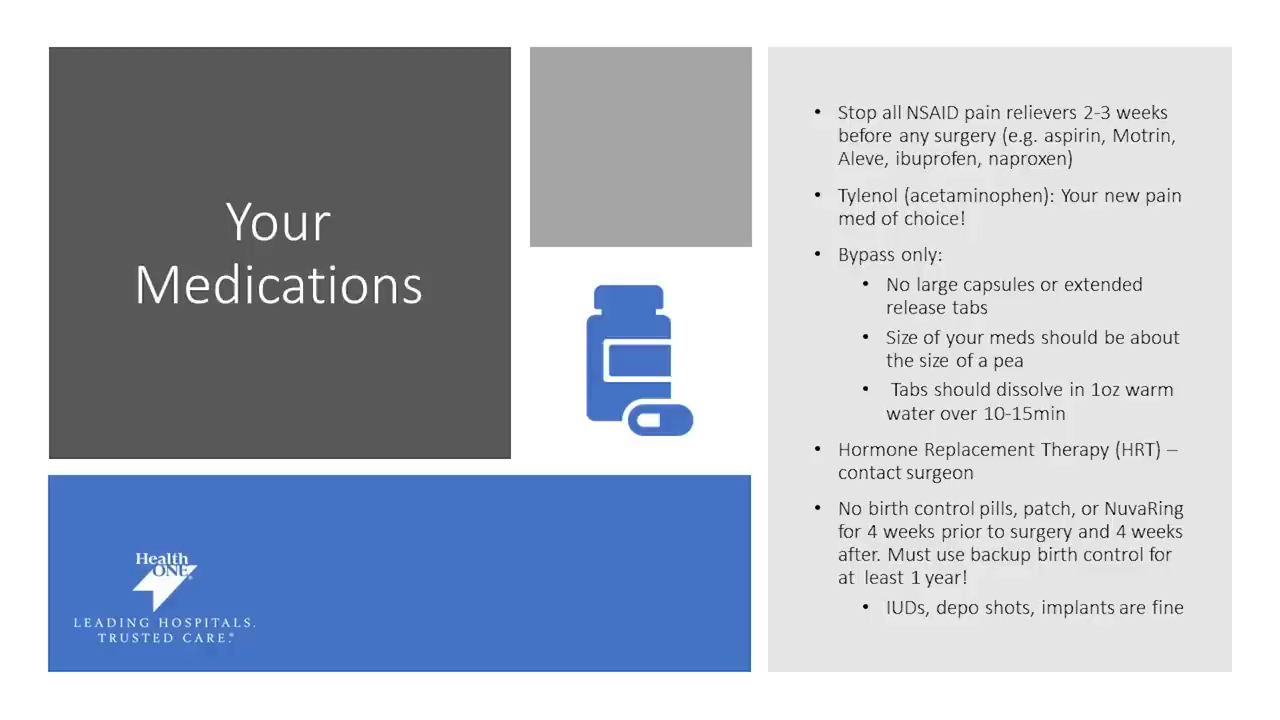 Your
Medications
Health
ONE®
LEADING HOSPITALS.
TRUSTED CARE.®
• Stop all NSAID pain relievers 2-3 weeks
before any surgery (e.g. aspirin, Motrin,
Aleve, ibuprofen, naproxen)
• Tylenol (acetaminophen): Your new pain
med of choice!
• Bypass only:
• No large capsules or extended
release tabs
• Size of your meds should be about
the size of a pea
• Tabs should dissolve in 1oz warm
water over 10-15min
• Hormone Replacement Therapy (HRT) –
contact surgeon
• No birth control pills, patch, or NuvaRing
for 4 weeks prior to surgery and 4 weeks
after. Must use backup birth control for
at least 1 year!
• IUDs, depo shots, implants are fine